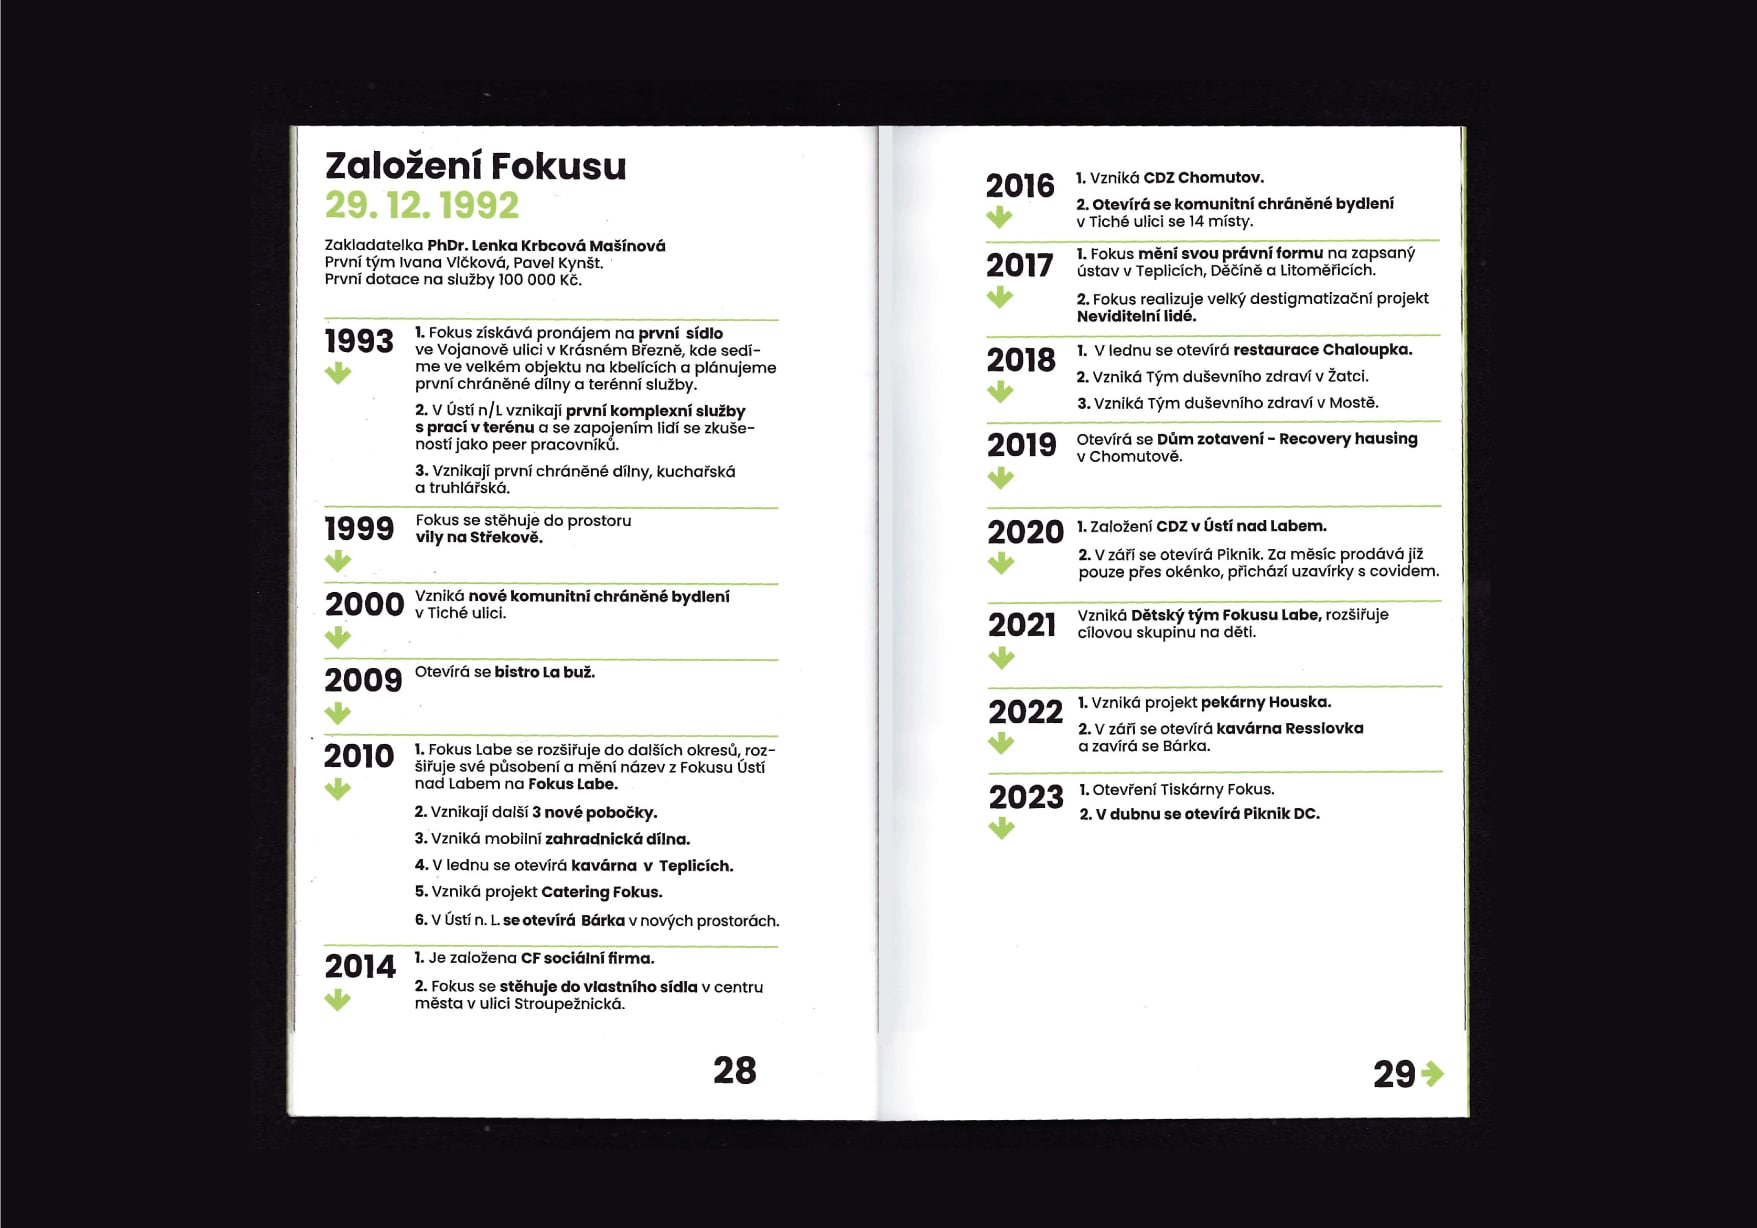 Založení Fokusu
29. 12. 1992
Zakladatelka PhDr. Lenka Krbcová Mašínová
První tým Ivana Vlčková, Pavel Kynšt.
První dotace na služby 100 000 Kč.
1993
1. Fokus získává pronájem na první sídlo
ve Vojanově ulici v Krásném Březně, kde sedí-
me ve velkém objektu na kbelících a plánujeme
první chráněné dílny a terénní služby.
2. V Ústí n/L vznikají první komplexní služby
s prací v terénu a se zapojením lidí se zkuše-
ností jako peer pracovníků.
3. Vznikají první chráněné dílny, kuchařská
a truhlářská.
1999
Fokus se stěhuje do prostoru
vily na Střekově.
2000
Vzniká nové komunitní chráněné bydlení
v Tiché ulici.
2009
Otevírá se bistro La buž.
2010
1. Fokus Labe se rozšiřuje do dalších okresů, roz-
šiřuje své působení a mění název z Fokusu Ústí
nad Labem na Fokus Labe.
2. Vznikají další 3 nové pobočky.
3. Vzniká mobilní zahradnická dílna.
4. V lednu se otevírá kavárna v Teplicích.
5. Vzniká projekt Catering Fokus.
6. V Ústí n. L. se otevírá Bárka v nových prostorách.
2014
1. Je založena CF sociální firma.
2. Fokus se stěhuje do vlastního sídla v centru
města v ulici Stroupežnická.
28
2016
1. Vzniká CDZ Chomutov.
2. Otevírá se komunitní chráněné bydlení
v Tiché ulici se 14 místy.
2017
1. Fokus mění svou právní formu na zapsaný
ústav v Teplicích, Děčíně a Litoměřicích.
2. Fokus realizuje velký destigmatizační projekt
Neviditelní lidé.
2018
1. V lednu se otevírá restaurace Chaloupka.
2. Vzniká Tým duševního zdraví v Žatci.
3. Vzniká Tým duševního zdraví v Mostě.
2019
Otevírá se Dům zotavení - Recovery hausing
v Chomutově.
2020
1. Založení CDZ v Ústí nad Labem.
2. V září se otevírá Piknik. Za měsíc prodává již
pouze přes okénko, přichází uzavírky s covidem.
2021
Vzniká Dětský tým Fokusu Labe, rozšiřuje
cílovou skupinu na děti.
2022
1. Vzniká projekt pekárny Houska.
2. V září se otevírá kavárna Resslovka
a zavírá se Bárka.
2023
1. Otevření Tiskárny Fokus.
2. V dubnu se otevírá Piknik DC.
29